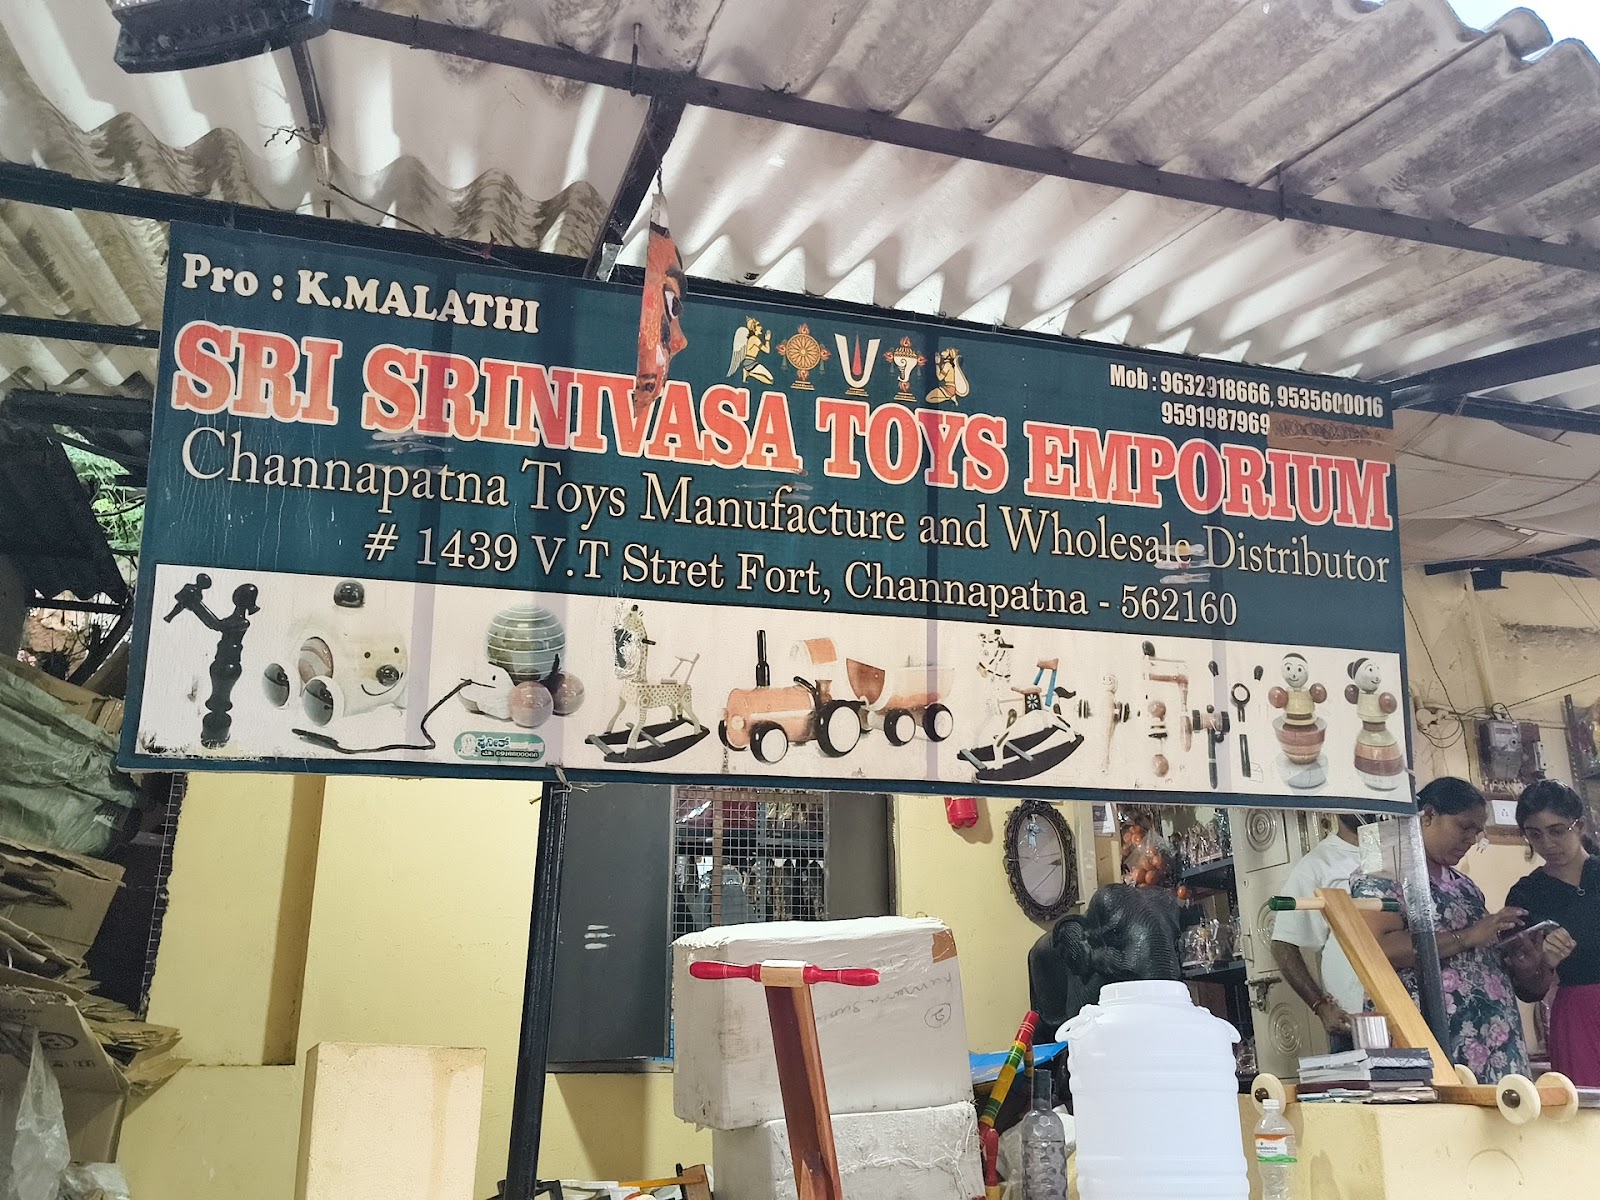 Pro : K.MALATHI
Mob : 9632918666, 9535600016
9591987969
SRI SRINIVASA TOYS EMPORIUM
Channapatna Toys Manufacture and Wholesale Distributor
# 1439 V.T Stret Fort, Channapatna - 562160